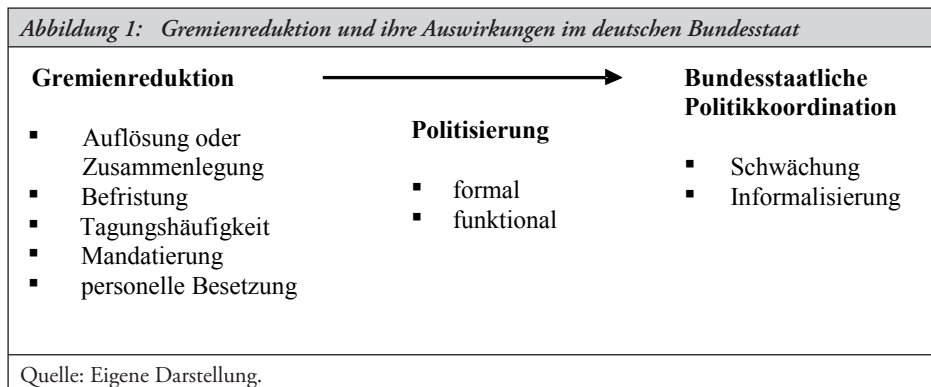 Abbildung 1: Gremienreduktion und ihre Auswirkungen im deutschen Bundesstaat
Gremienreduktion
▪ Auflösung oder
Zusammenlegung
▪ Befristung
▪ Tagungshäufigkeit
▪ Mandatierung
▪ personelle Besetzung
Politisierung
▪ formal
▪ funktional
Bundesstaatliche
Politikkoordination
▪ Schwächung
▪ Informalisierung
Quelle: Eigene Darstellung.